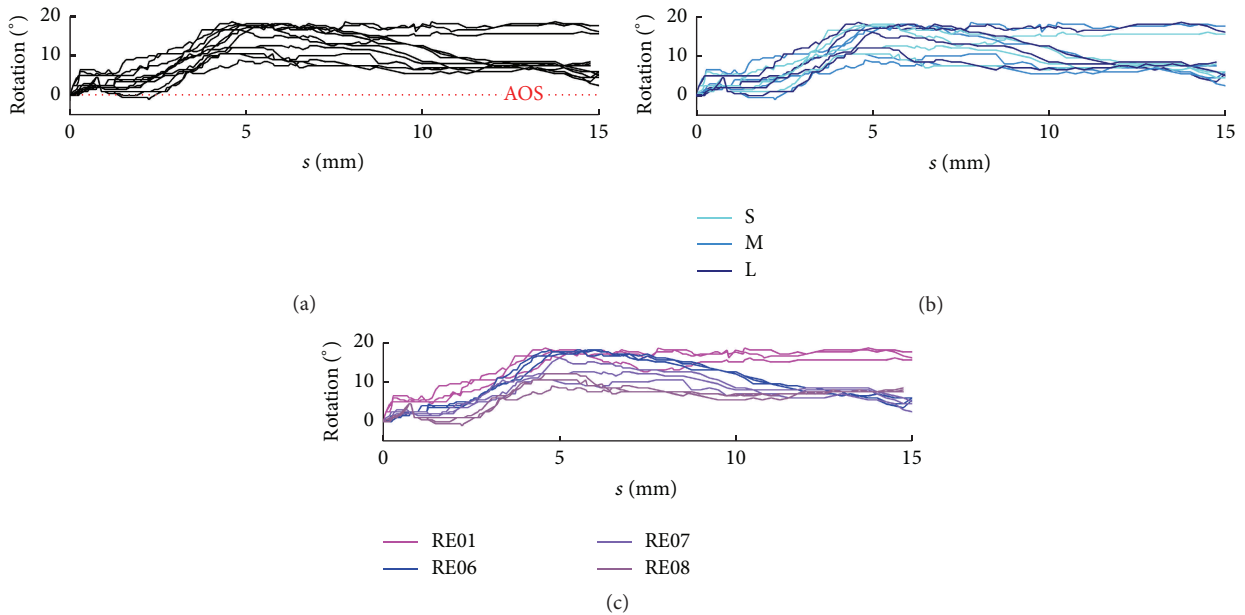 20
10
0
Rotation (°)
AOS
0
5
10
15
s (mm)
(a)
20
10
0
Rotation (°)
0
5
10
15
s (mm)
S
M
L
(b)
20
10
0
Rotation (°)
0
5
10
15
s (mm)
RE01
RE06
RE07
RE08
(c)